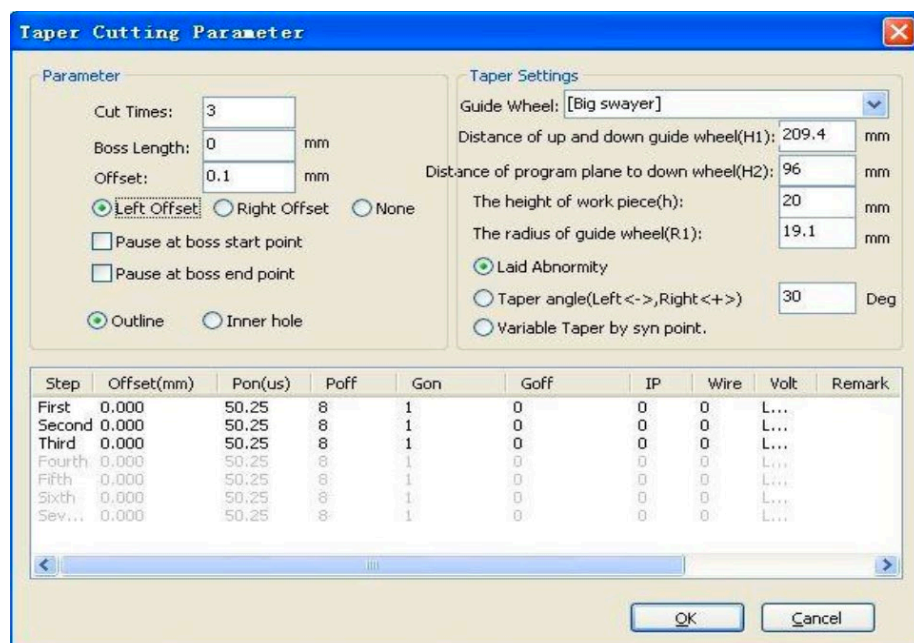 Taper Cutting Parameter
Parameter
Cut Times: 3
Boss Length: 0 mm
Offset: 0.1 mm
Left Offset Right Offset None
Pause at boss start point
Pause at boss end point
Outline Inner hole
Taper Settings
Guide Wheel: [Big swayer]
Distance of up and down guide wheel(H1): 209.4 mm
Distance of program plane to down wheel(H2): 96 mm
The height of work piece(h): 20 mm
The radius of guide wheel(R1): 19.1 mm
Laid Abnormity
Taper angle(Left<->,Right<+>) 30 Deg
Variable Taper by syn point.
Step Offset(mm) Pon(us) Poff Gon Goff IP Wire Volt Remark
First 0.000 50.25 8 1 0 0 0 L...
Second 0.000 50.25 8 1 0 0 0 L...
Third 0.000 50.25 8 1 0 0 0 L...
Fourth 0.000 50.25 8 1 0 0 0 L...
Fifth 0.000 50.25 8 1 0 0 0 L...
Sixth 0.000 50.25 8 1 0 0 0 L...
Sev... 0.000 50.25 8 1 0 0 0 L...
OK Cancel